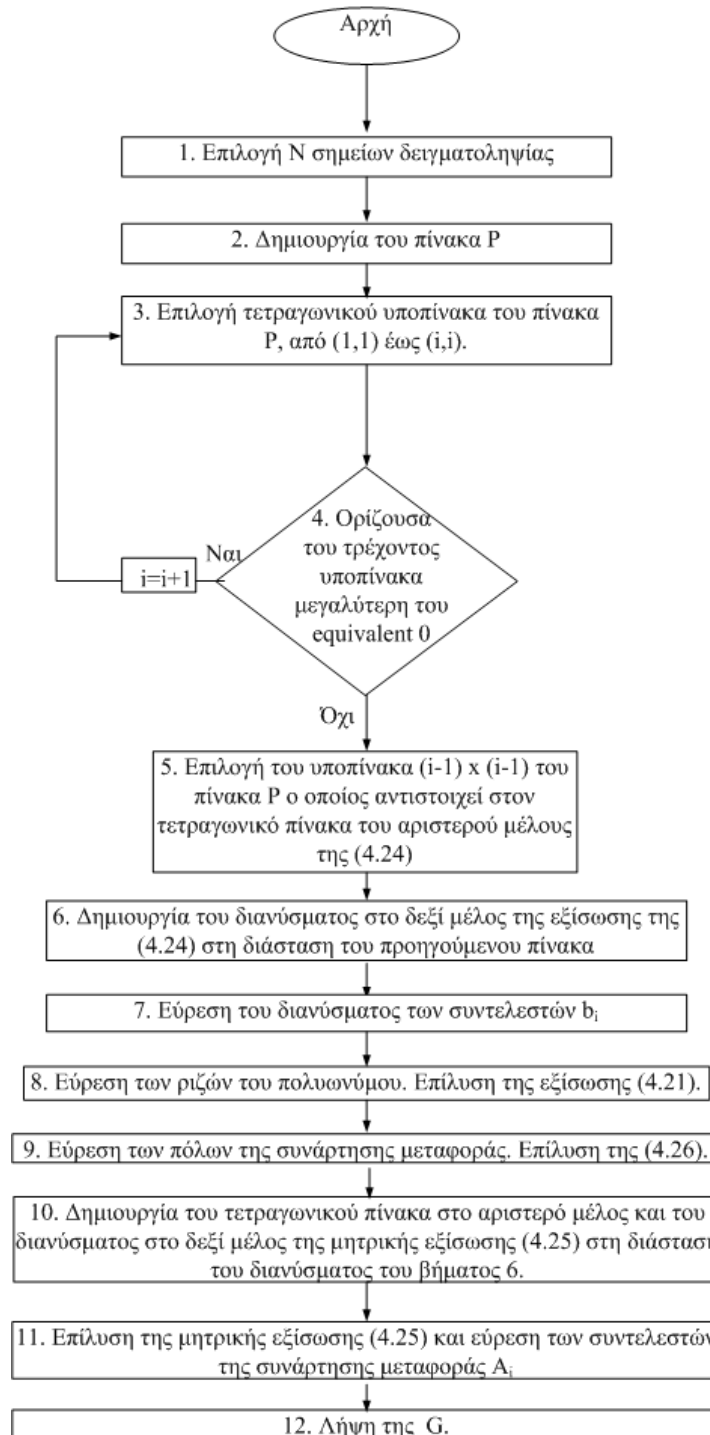 Αρχή
1. Επιλογή Ν σημείων δειγματοληψίας
2. Δημιουργία του πίνακα P
3. Επιλογή τετραγωνικού υποπίνακα του πίνακα
P, από (1,1) έως (i,i).
4. Ορίζουσα
του τρέχοντος
υποπίνακα
μεγαλύτερη του
equivalent 0
Ναι
i=i+1
Όχι
5. Επιλογή του υποπίνακα (i-1) x (i-1) του
πίνακα P ο οποίος αντιστοιχεί στον
τετραγωνικό πίνακα του αριστερού μέλους
της (4.24)
6. Δημιουργία του διανύσματος στο δεξί μέλος της εξίσωσης της
(4.24) στη διάσταση του προηγούμενου πίνακα
7. Εύρεση του διανύσματος των συντελεστών bᵢ
8. Εύρεση των ριζών του πολυωνύμου. Επίλυση της εξίσωσης (4.21).
9. Εύρεση των πόλων της συνάρτησης μεταφοράς. Επίλυση της (4.26).
10. Δημιουργία του τετραγωνικού πίνακα στο αριστερό μέλος και του
διανύσματος στο δεξί μέλος της μητρικής εξίσωσης (4.25) στη διάσταση
του διανύσματος του βήματος 6.
11. Επίλυση της μητρικής εξίσωσης (4.25) και εύρεση των συντελεστών
της συνάρτησης μεταφοράς Aᵢ
12. Λήψη της G.